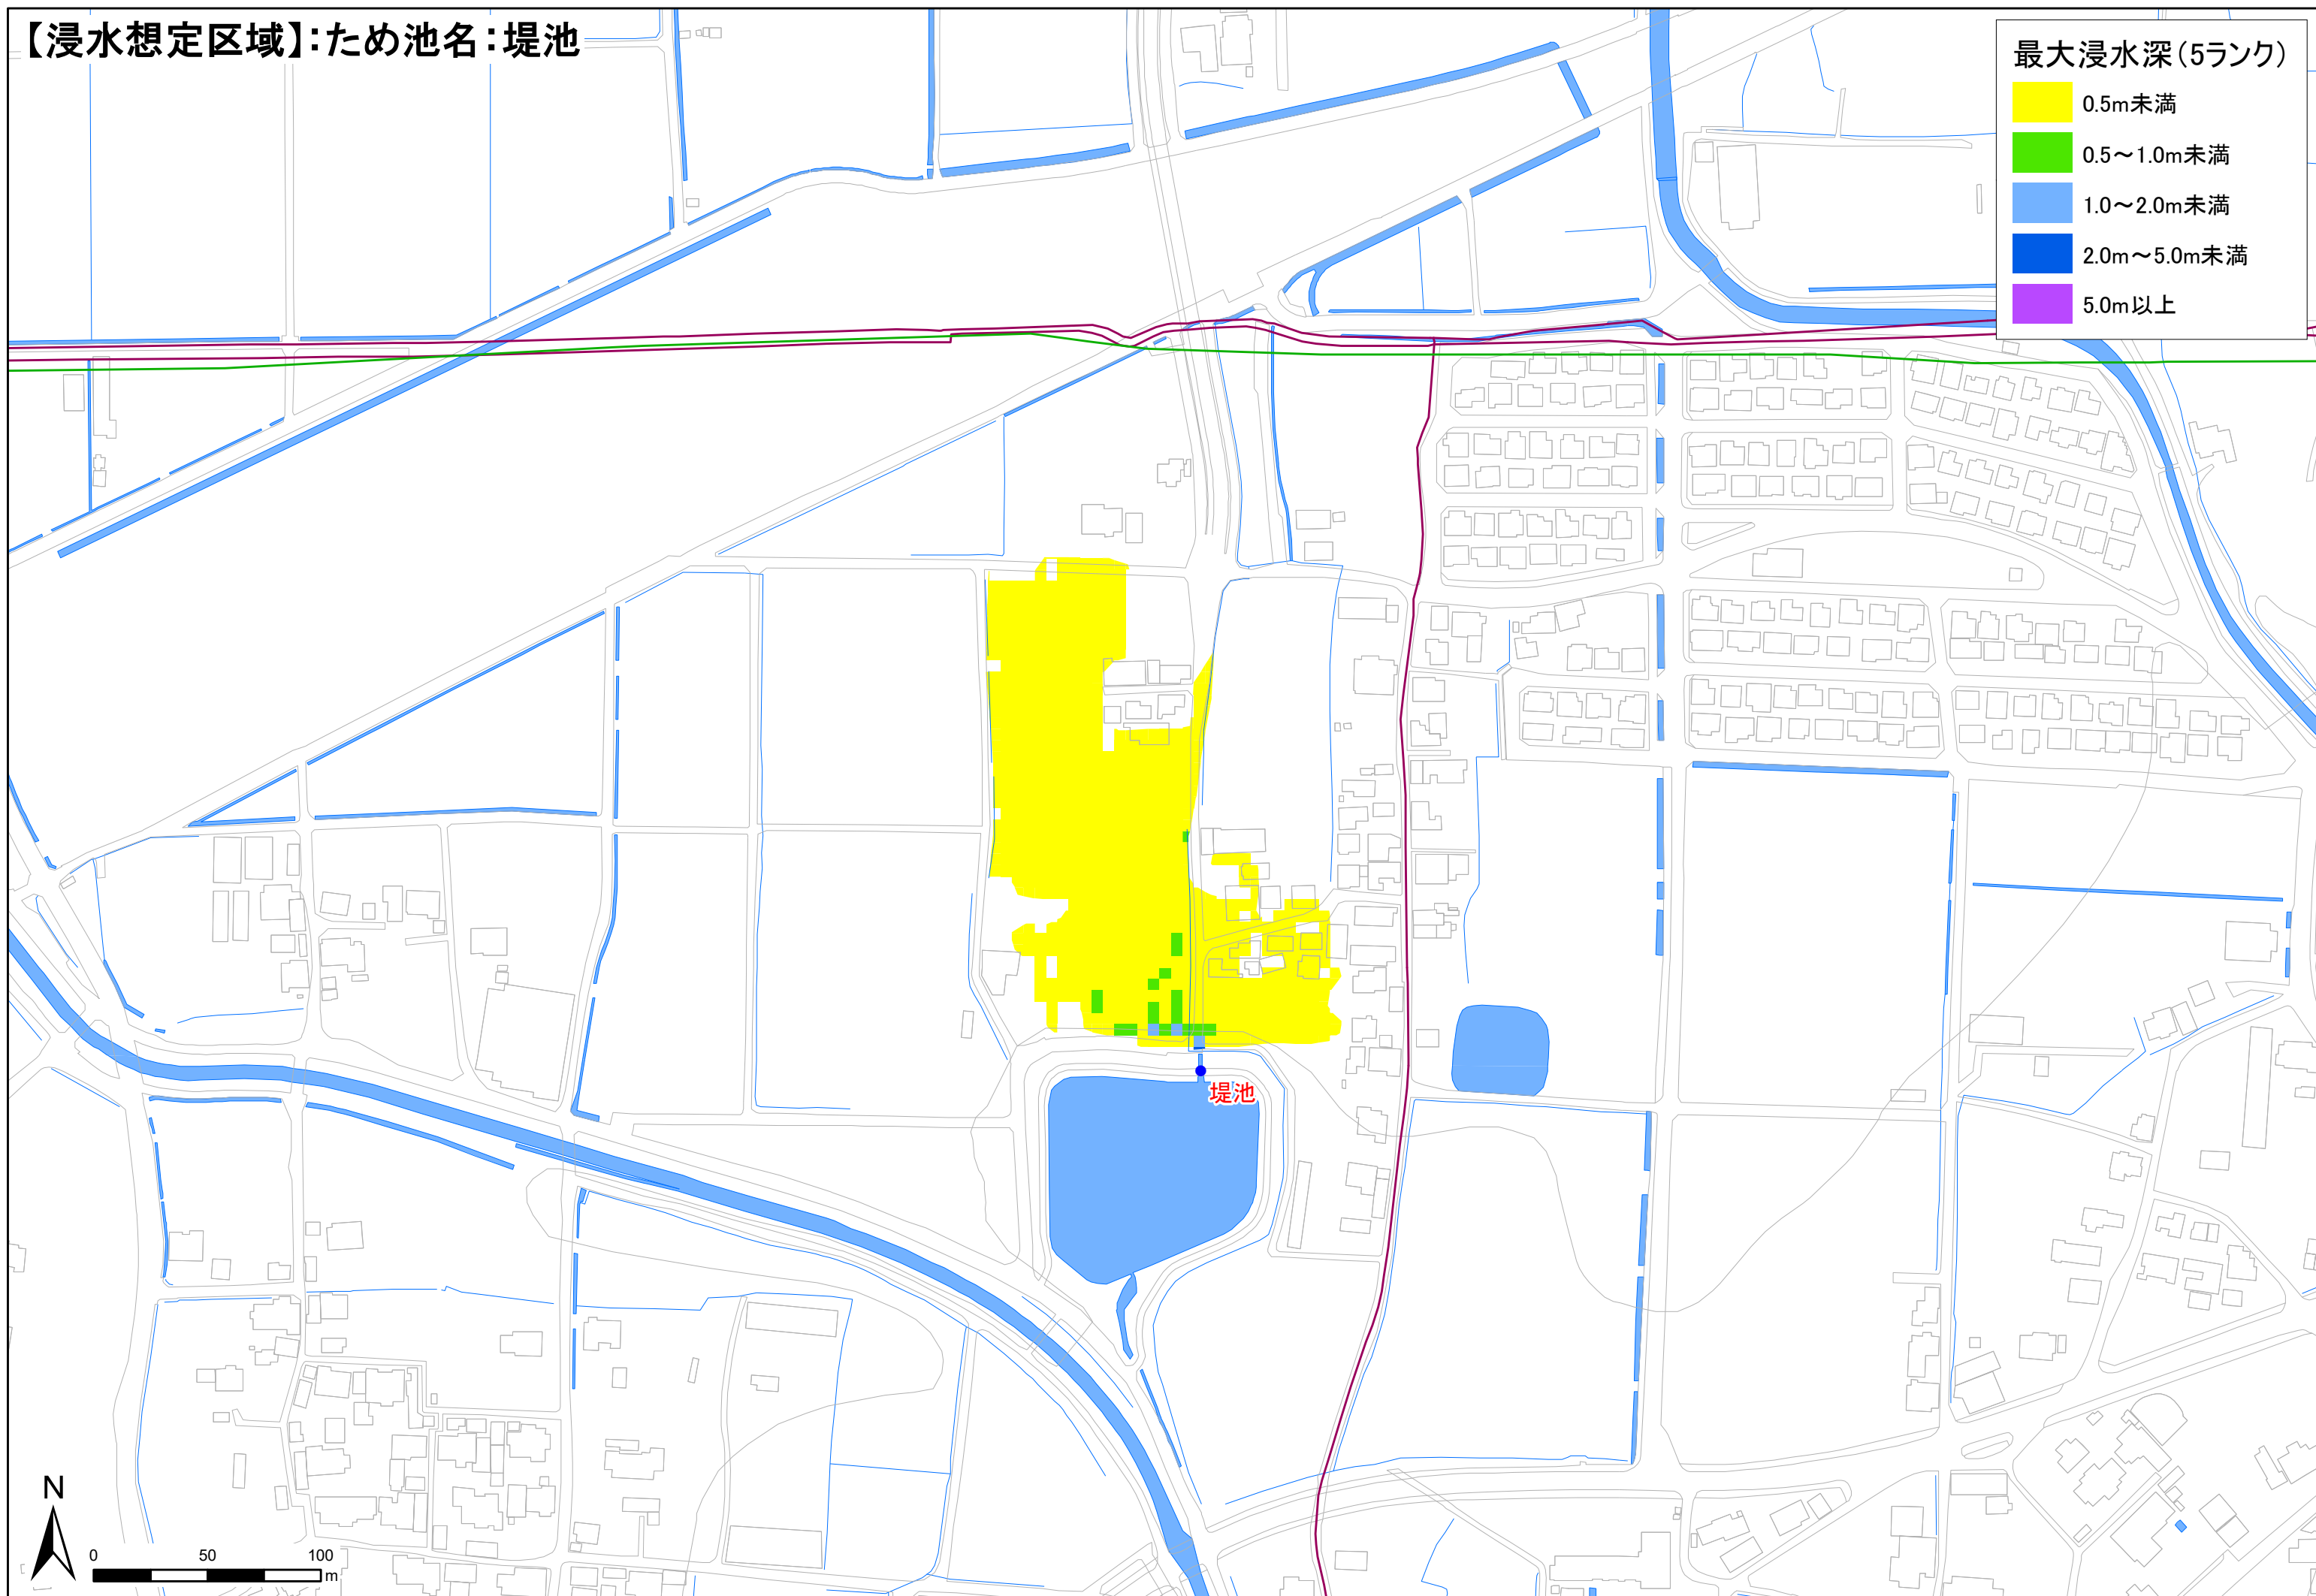 【浸水想定区域】:ため池名:堤池
最大浸水深(5ランク)
0.5m未満
0.5～1.0m未満
1.0～2.0m未満
2.0m～5.0m未満
5.0m以上
堤池
N
0 50 100
m